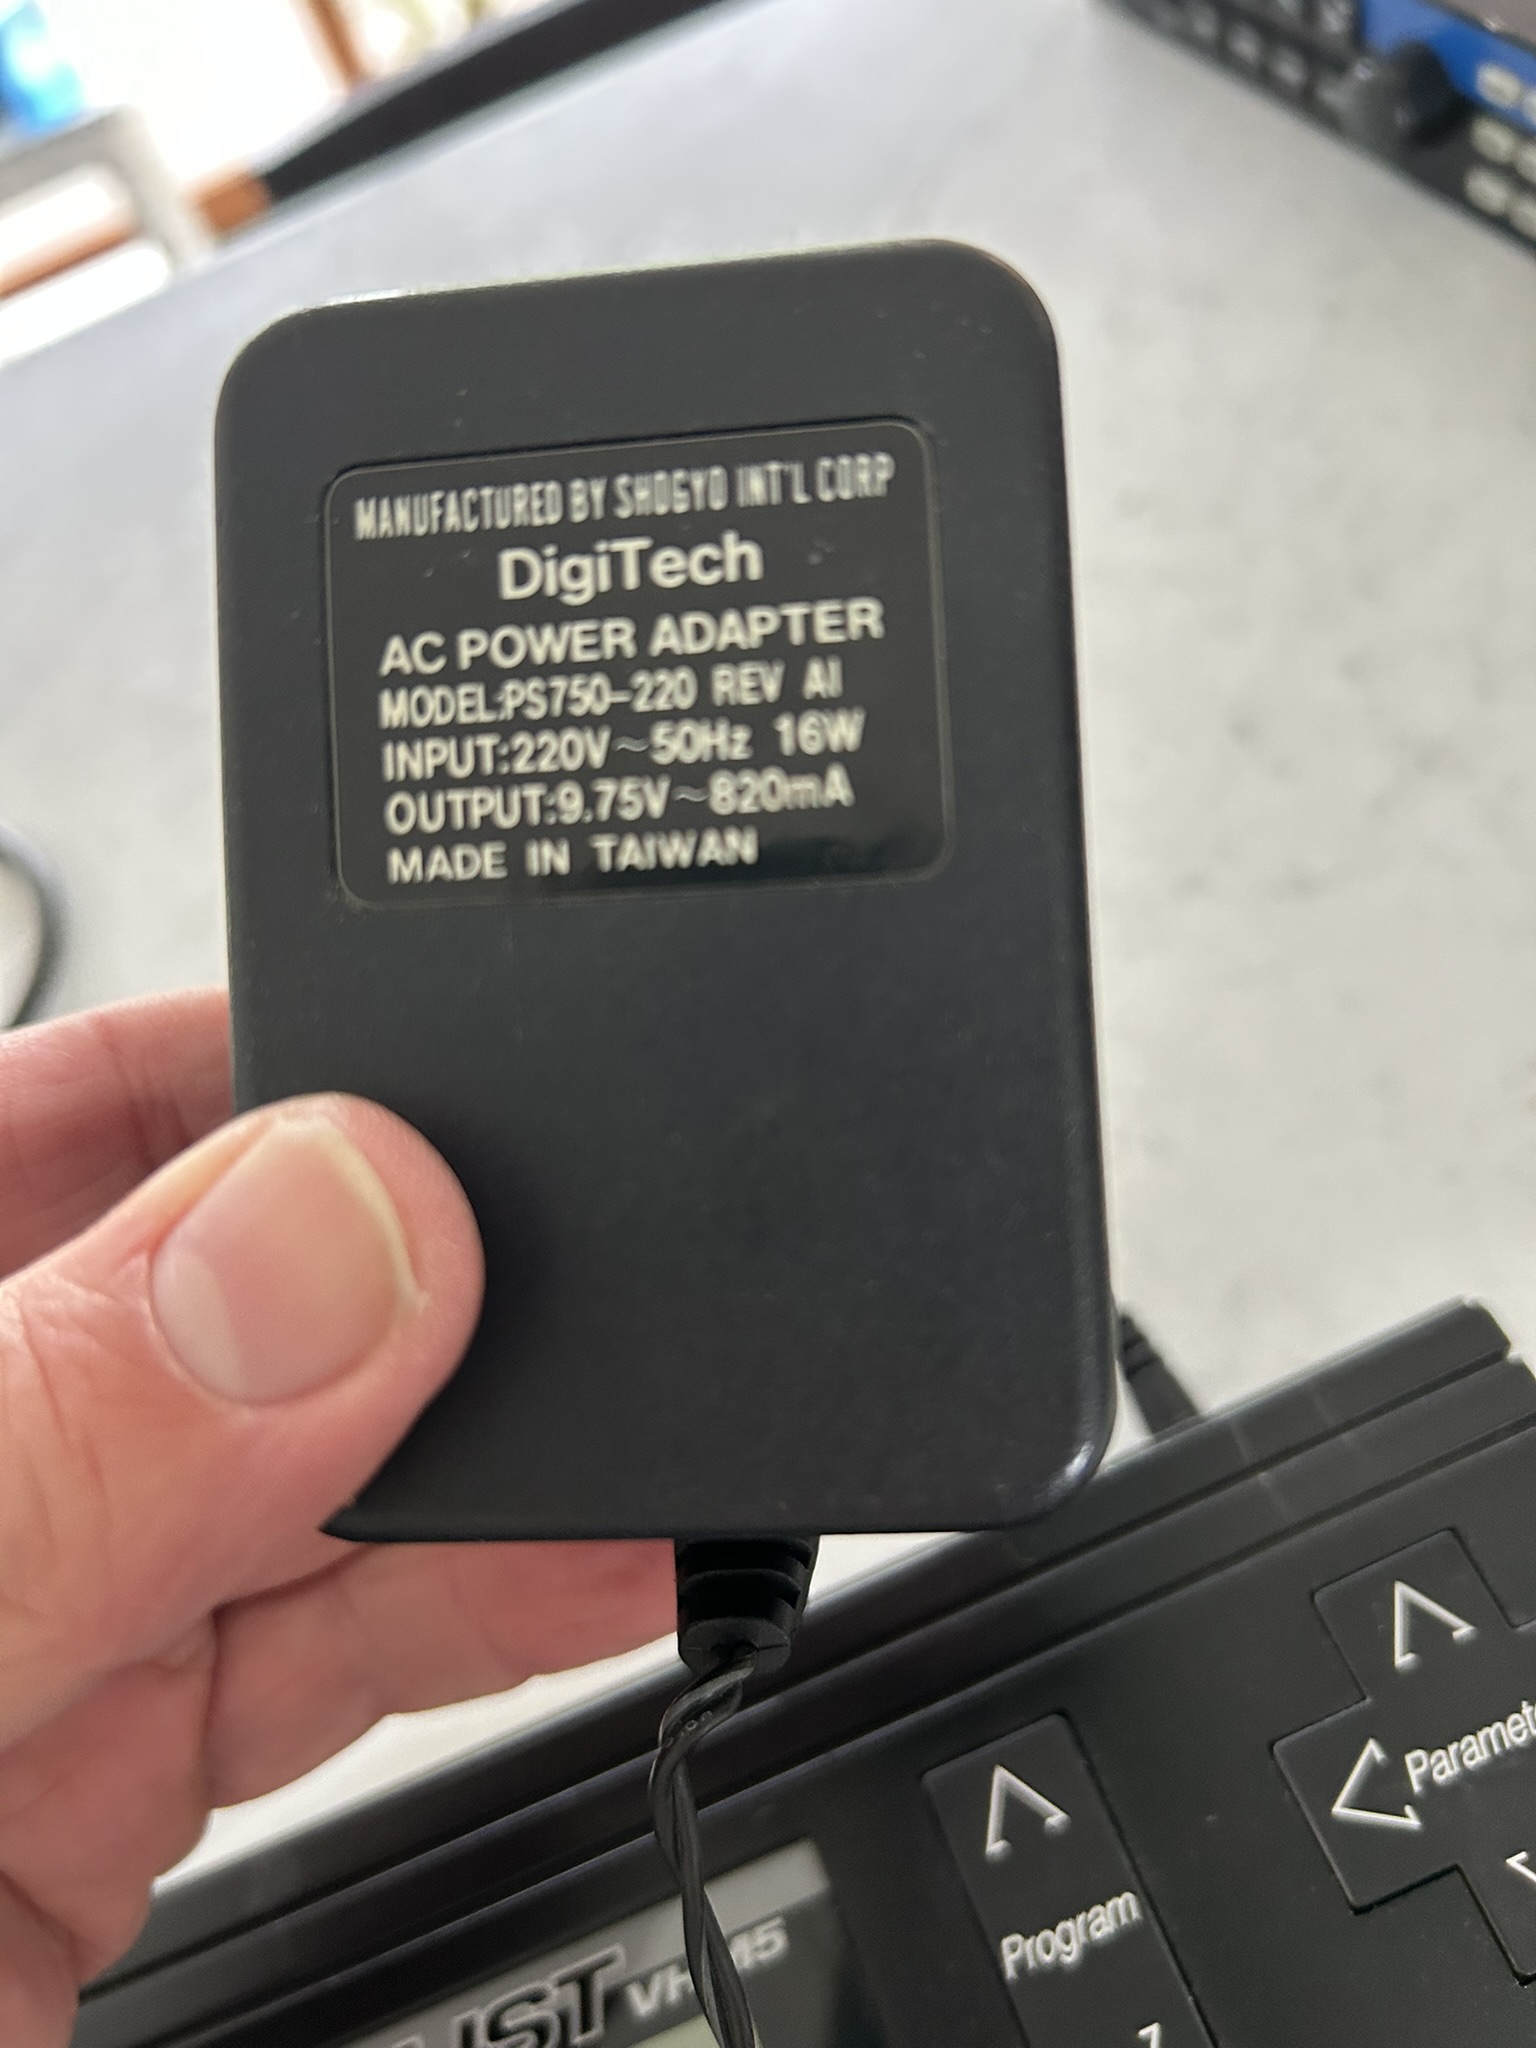 MANUFACTURED BY SHOGYO INT'L CORP
DigiTech
AC POWER ADAPTER
MODEL:PS750-220 REV AI
INPUT:220V~50Hz 16W
OUTPUT:9.75V~820mA
MADE IN TAIWAN
Program
7